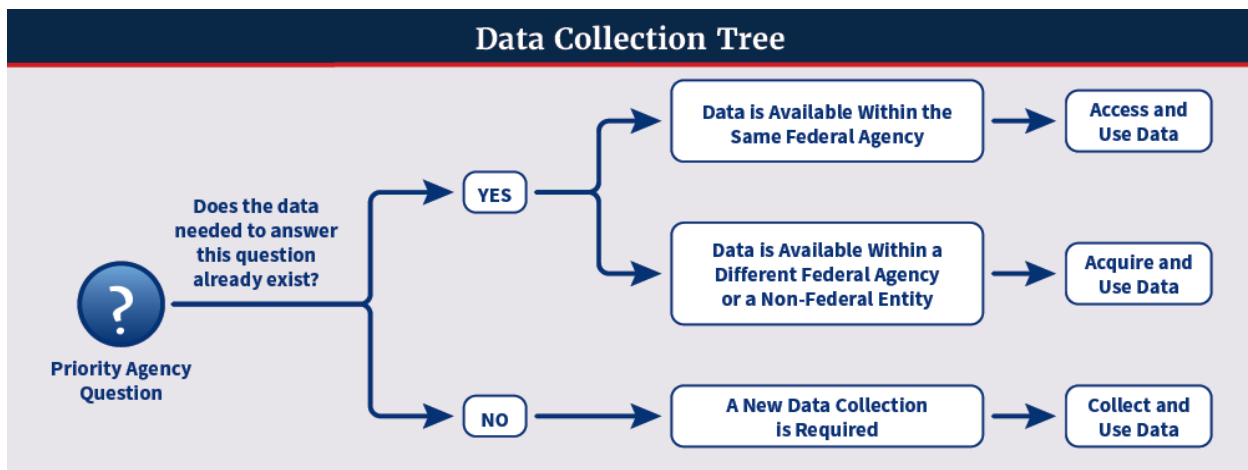 Data Collection Tree
?
Priority Agency
Question
Does the data
needed to answer
this question
already exist?
YES
Data is Available Within the
Same Federal Agency
Access and
Use Data
Data is Available Within a
Different Federal Agency
or a Non-Federal Entity
Acquire and
Use Data
NO
A New Data Collection
is Required
Collect and
Use Data